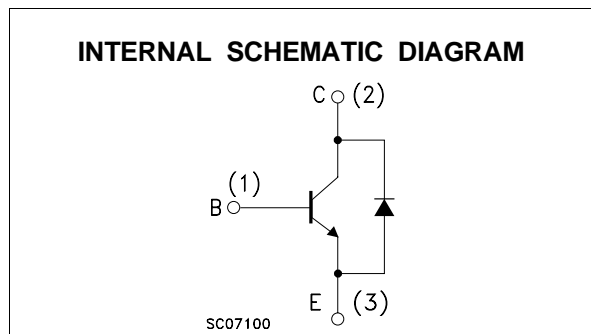 INTERNAL SCHEMATIC DIAGRAM
C (2)
(1)
B
E (3)
SC07100